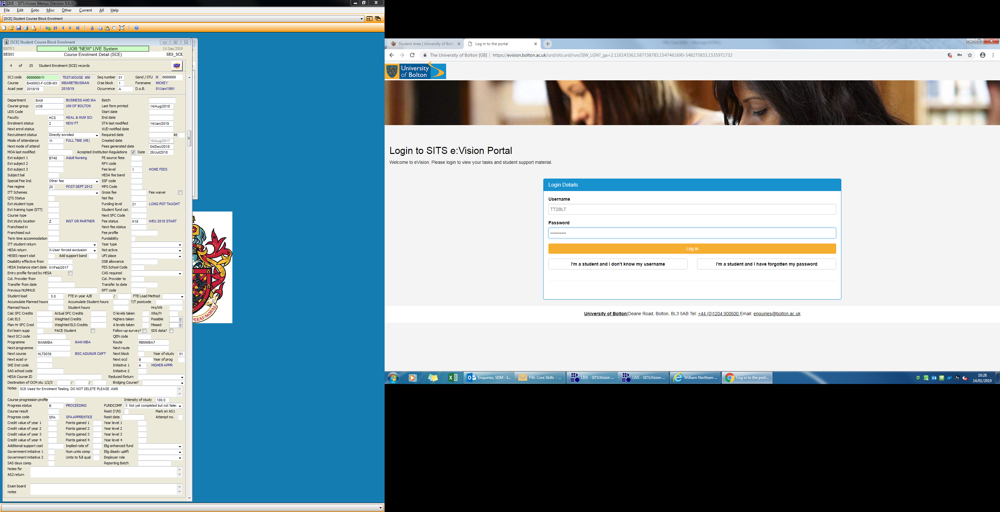 LIVE - SITS:Vision Menus (Version 9.6.0)
File Edit Goto Misc Other Current All Help
[SCE] Student Course Block Enrolment
[SCE] Student Course Block Enrolment
BHW1 UOB *NEW* LIVE System 14/Jan/2019
SRS01 Course Enrolment Detail (SCE) SRS_SCE
4 of 25 Student Enrolment (SCE) records UDF
SCJ code 6666666/11 TEST-MOUSE MM Seq number 01 Gend / STU M 6666666
Course BAM003-F-UOB-MX MBARETBUSMAN Crse block 1 Forename MICKEY
Acad year 2018/19 2018/19 Occurrence A D.o.B. 01/Jan/1991
Department BAM BUSINESS AND MA Batch
Course group UOB UNI OF BOLTON Last form printed 14/Aug/2018
UDS Code Start date
Faculty HCS HEAL & HUM SCI End date
Enrolment status 2 NEW FT STA last modified 14/Jan/2019
Next enrol status W/D notified date
Recruitment status Directly enrolled Required date At
Mode of attendance 11 FULL TIME (HE) Created date 10/Aug/2017
Next mode of attend Fees generated date 04/Dec/2018
MOA last modified Accepted Institution Regulations Date 26/Jul/2018
Ext subject 1 B740 Adult Nursing FE source fees
Ext subject 2 RFV code
Ext subject 3 Fee level 1 HOME FEES
Subject bal HESA fee band
Special Fee Ind. Other fee SSF code
Fee regime 20 POST-SEPT 2012 MFS Code
ITT Schemes Gross fee Fee waiver
QTS Status Net fee
Ext student type Funding level 21 LONG PGT TAUGHT
Ext training type (STT) Student fund cat.
Course type Next SFC Code
Ext study location Z INST OR PARTNER Fee status H18 H/EU 2018 START
Franchised in Next fee status
Franchised out Fee profile
Term time accommodation Fundability
ITT student return Year type
HESA return X-User forced exclusion Not active
HESES report stat Add support band UFI place
Disability effective from DSB allowance
HESA Instance start date 01/Feb/2017 FES School Code
Entry profile forced by HESA CAS required
Col. Provider from Col. Provider to
Transfer from date Transfer to date
Previous NUMHUS RFT code
Student load 5.0 FTE in year A/B / FTE Load Method
Accumulate Planned hours Accumulate Student hours T/T postcode
Planned hours Student hours Hrs/Wk
Calc SFC Credits Actual SFC Credits O levels taken Wks/Yr
Calc ELS Weighted Credits Highers taken Possible
Plan Hr SFC Cred Weighted ELS Credits A levels taken Missed
Ext learn supp PACE Student Follow-up survey? SDS data?
Next SCJ code QEN code
Programme MANMBA MAN MBA Route RBMMBA7
Next programme Next route
Next course HLT0039 BSC ADUNUR CMFT Next block Year of study 01
Next acad yr Next occl B Year of prog
SKE Inst code Initiative 1 K HIGHER APPR
SAS school code Initiative 2
HESA Course ID Reduced Return
Destination of OCM stu 1/2/3 / / Bridging Course?
Notes SCE Used for Enrolment Testing. DO NOT DELETE PLEASE. AM8
Course progression profile Intensity of study 100.0
Progress status B PROCEEDING FUNDCOMP 3 Not yet completed but not failed
Course result Resit (Y/N) Mark on AS1
Progress code SFA SFA APPRENTICE Resit date Attempt no.
Credit value of year 1 Points gained 1 Year level 1
Credit value of year 2 Points gained 2 Year level 2
Credit value of year 3 Points gained 3 Year level 3
Credit value of year 4 Points gained 4 Year level 4
Additional support cost Implied rate of Elig enhanced fund
Government initiative 1 Num units comp Elig disadv uplift
Government initiative 2 Units to full qual Employer role
SAS days comp. Reporting Batch
Notes for
AS2 return
Exam board
notes
PERAT·MORAS
Student Area | University of Bolto Log in to the portal
The University of Bolton [GB] | https://evision.bolton.ac.uk/urd/sits.urd/run/SIW_LGN?_ga=2.116143362.587738783.1547461690-548275833.1535971732
University
of Bolton
Login to SITS e:Vision Portal
Welcome to eVision. Please login to view your tasks and student support material.
Login Details
Username
TT2BLT
Password
Log in
I'm a student and I don't know my username I'm a student and I have forgotten my password
University of Bolton|Deane Road, Bolton, BL3 5AB Tel: +44 (0)1204 900600 Email: enquiries@bolton.ac.uk
Enquiries, SDM - I... FW: Core Skills - ... LIVE - SITS:Vision ... LIVE - SITS:Vision ... William Northam ... Log in to the port... 10:28
14/01/2019